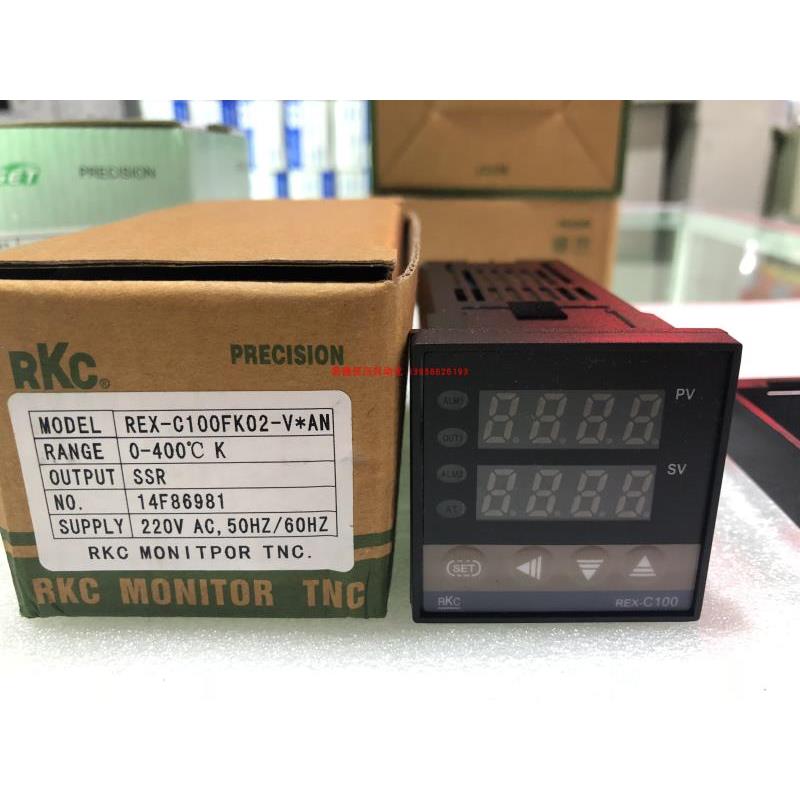 PRECISION
RKC®
PRECISION
MODEL REX-C100FK02-V*AN
RANGE 0-400℃ K
OUTPUT SSR
NO. 14F86981
SUPPLY 220V AC,50HZ/60HZ
RKC MONITPOR TNC.
RKC MONITOR TNC
ALM1
PV
OUT1
ALM2
SV
AT
SET
RKC
REX-C100